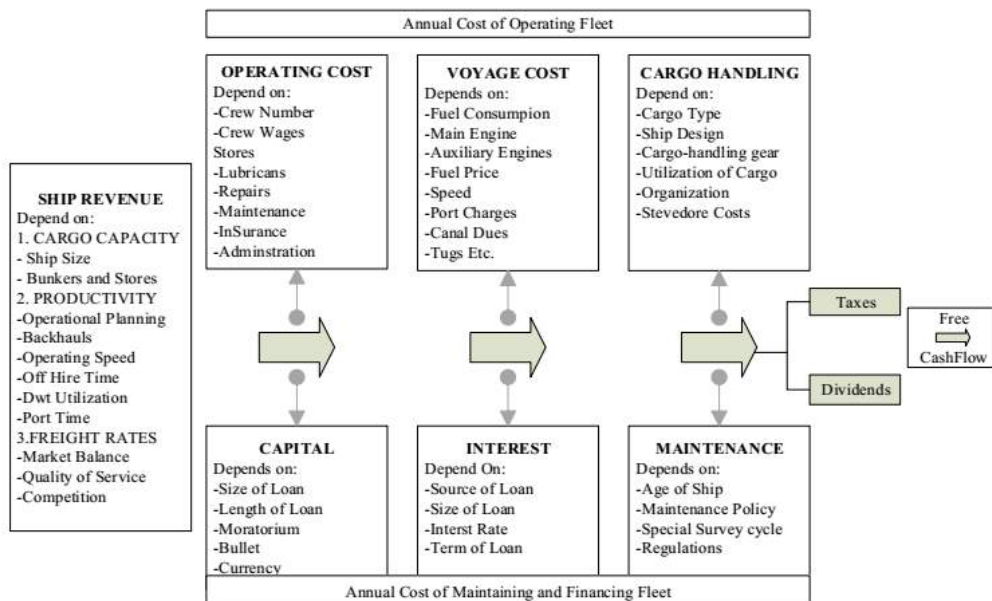 Annual Cost of Operating Fleet
SHIP REVENUE
Depend on:
1. CARGO CAPACITY
- Ship Size
- Bunkers and Stores
2. PRODUCTIVITY
-Operational Planning
-Backhauls
-Operating Speed
-Off Hire Time
-Dwt Utilization
-Port Time
3.FREIGHT RATES
-Market Balance
-Quality of Service
-Competition
OPERATING COST
Depend on:
-Crew Number
-Crew Wages
Stores
-Lubricans
-Repairs
-Maintenance
-InSurance
-Adminstration
VOYAGE COST
Depends on:
-Fuel Consumpion
-Main Engine
-Auxiliary Engines
-Fuel Price
-Speed
-Port Charges
-Canal Dues
-Tugs Etc.
CARGO HANDLING
Depend on:
-Cargo Type
-Ship Design
-Cargo-handling gear
-Utilization of Cargo
-Organization
-Stevedore Costs
Taxes
Dividends
Free
CashFlow
CAPITAL
Depends on:
-Size of Loan
-Length of Loan
-Moratorium
-Bullet
-Currency
INTEREST
Depend On:
-Source of Loan
-Size of Loan
-Interst Rate
-Term of Loan
MAINTENANCE
Depends on:
-Age of Ship
-Maintenance Policy
-Special Survey cycle
-Regulations
Annual Cost of Maintaining and Financing Fleet